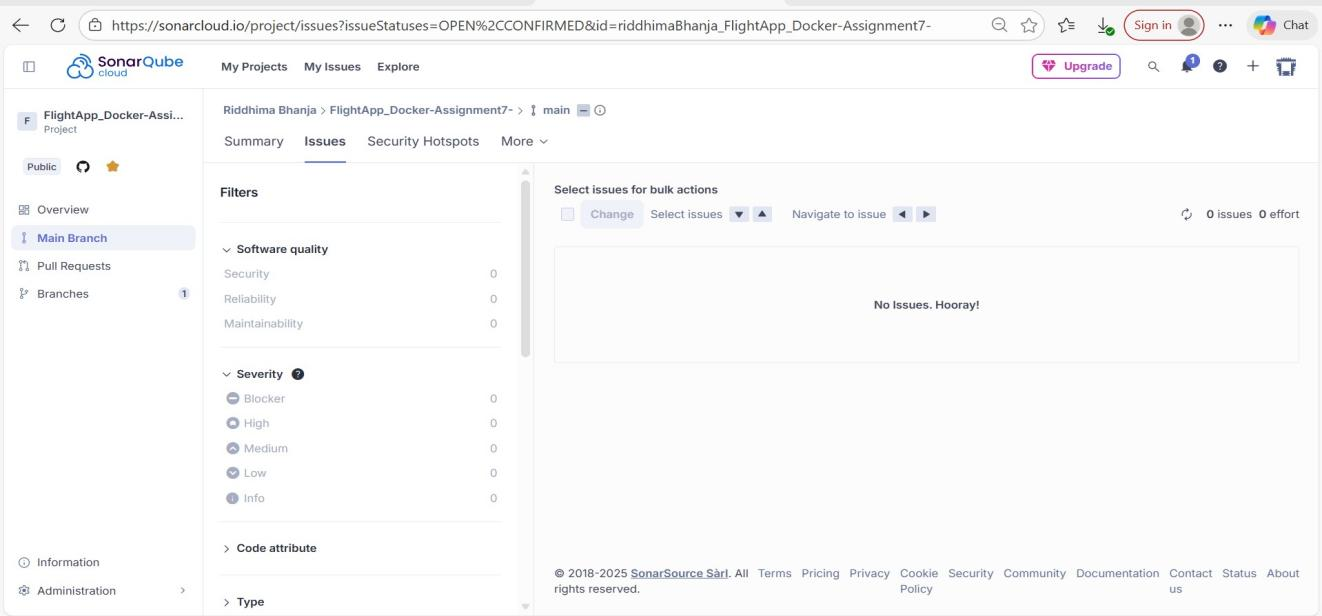 https://sonarcloud.io/project/issues?issueStatuses=OPEN%2CCONFIRMED&id=riddhimaBhanja_FlightApp_Docker-Assignment7-
Sign in
Chat
SonarQube cloud
My Projects
My Issues
Explore
Upgrade
1
F
FlightApp_Docker-Assi...
Project
Public
Overview
Main Branch
Pull Requests
Branches
1
Information
Administration
Riddhima Bhanja > FlightApp_Docker-Assignment7- > main
Summary
Issues
Security Hotspots
More
Filters
Software quality
Security 0
Reliability 0
Maintainability 0
Severity ?
Blocker 0
High 0
Medium 0
Low 0
Info 0
Code attribute
Type
Select issues for bulk actions
Change Select issues Navigate to issue
0 issues 0 effort
No Issues. Hooray!
© 2018-2025 SonarSource Sàrl. All rights reserved.
Terms
Pricing
Privacy
Cookie Policy
Security
Community
Documentation
Contact us
Status
About